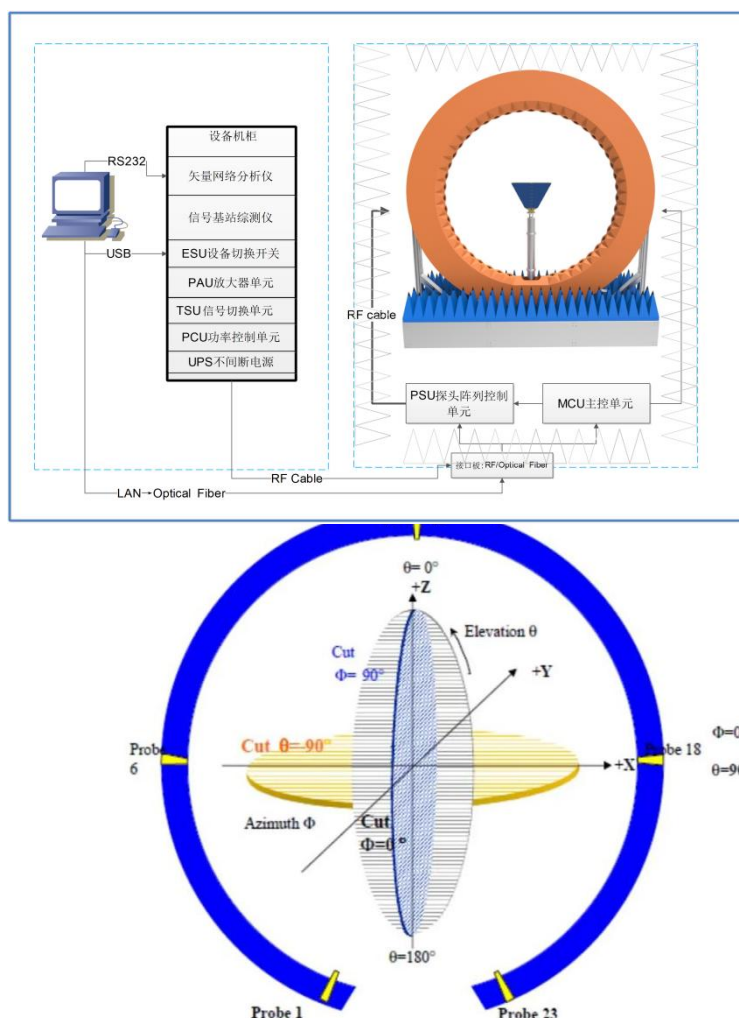 设备机柜
RS232
矢量网络分析仪
信号基站综测仪
USB
ESU设备切换开关
PAU放大器单元
TSU信号切换单元
PCU功率控制单元
UPS不间断电源
RF cable
PSU探头阵列控制
单元
MCU主控单元
接口板:RF/Optical Fiber
RF Cable
LAN
Optical Fiber
θ= 0°
+Z
Elevation θ
Cut
Φ= 90°
+Y
Cut θ=90°
Probe
6
Φ=0
Probe 18
+X
θ=90
Azimuth Φ
Cut
Φ=0°
θ=180°
Probe 1
Probe 23